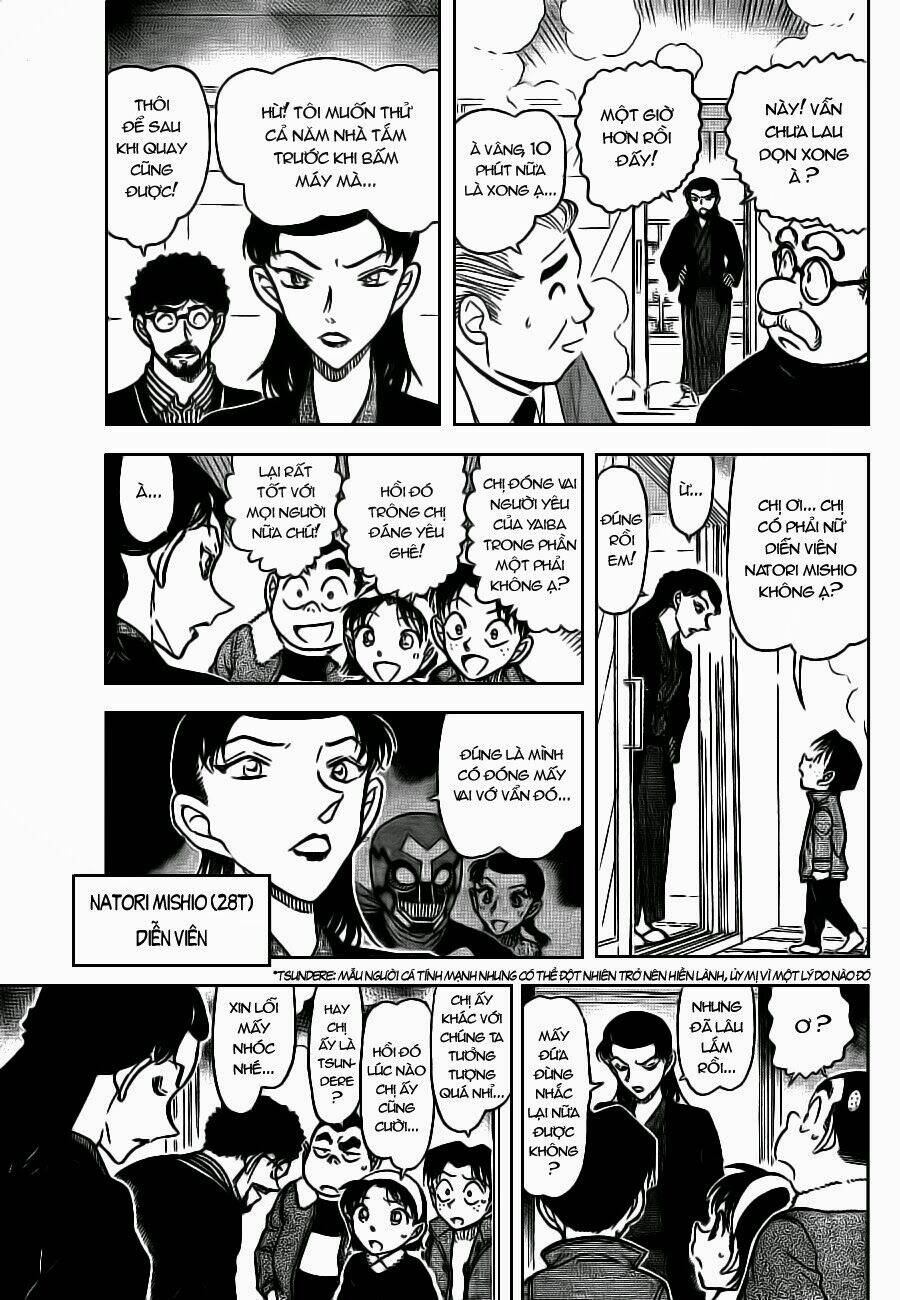 NÀY! VẪN
CHƯA LAU
DỌN XONG
À?
MỘT GIỜ
HƠN RỒI
ĐẤY!
À VÂNG, 10
PHÚT NỮA
LÀ XONG Ạ...
HỪ! TÔI MUỐN THỬ
CẢ NĂM NHÀ TẮM
TRƯỚC KHI BẤM
MÁY MÀ...
THÔI
ĐỂ SAU
KHI QUAY
CŨNG
ĐƯỢC!
CHỊ ƠI... CHỊ
CÓ PHẢI NỮ
DIỄN VIÊN
NATORI MISHIO
KHÔNG Ạ?
Ừ...
ĐÚNG
RỒI
EM!
CHỊ ĐÓNG VAI
NGƯỜI YÊU
CỦA YAIBA
TRONG PHẦN
MỘT PHẢI
KHÔNG Ạ?
HỒI ĐÓ
TRÔNG CHỊ
ĐÁNG YÊU
GHÊ!
LẠI RẤT
TỐT VỚI
MỌI NGƯỜI
NỮA CHỨ!
À...
ĐÚNG LÀ MÌNH
CÓ ĐÓNG MẤY
VAI VỚ VẨN ĐÓ...
NATORI MISHIO (28T)
DIỄN VIÊN
*TSUNDERE: MẪU NGƯỜI CÁ TÍNH MẠNH NHƯNG CÓ THỂ ĐỘT NHIÊN TRỞ NÊN HIỀN LÀNH, ỦY MỊ VÌ MỘT LÝ DO NÀO ĐÓ
Ơ?
NHƯNG
ĐÃ LÂU
LẮM
RỒI...
MẤY
ĐỨA
ĐỪNG
NHẮC
LẠI NỮA
ĐƯỢC
KHÔNG?
CHỊ ẤY
KHÁC VỚI
CHÚNG TA
TƯỞNG
TƯỢNG
QUÁ NHỈ...
HỒI ĐÓ
LÚC NÀO
CHỊ ẤY
CŨNG
CƯỜI...
HAY
CHỊ
ẤY LÀ
TSUN-
DERE?
XIN LỖI
MẤY
NHÓC
NHÉ...